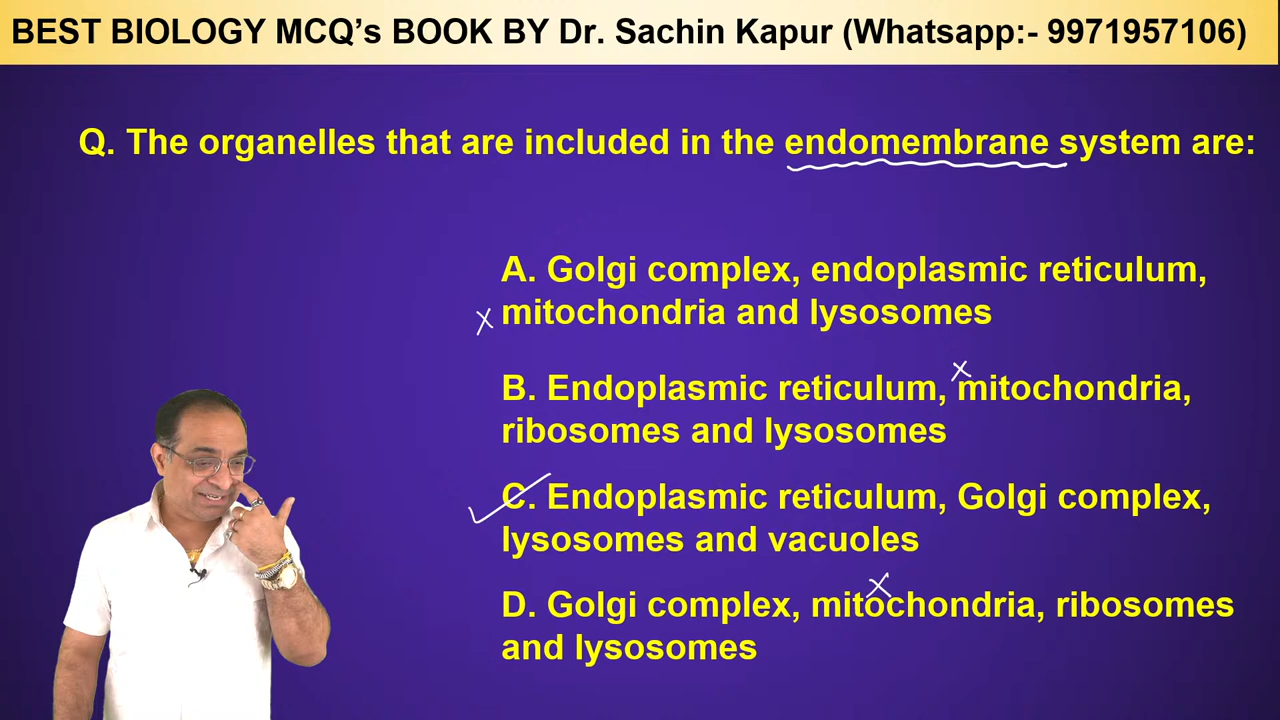 BEST BIOLOGY MCQ's BOOK BY Dr. Sachin Kapur (Whatsapp:- 9971957106)
Q. The organelles that are included in the endomembrane system are:
A. Golgi complex, endoplasmic reticulum,
mitochondria and lysosomes
B. Endoplasmic reticulum, mitochondria,
ribosomes and lysosomes
C. Endoplasmic reticulum, Golgi complex,
lysosomes and vacuoles
D. Golgi complex, mitochondria, ribosomes
and lysosomes